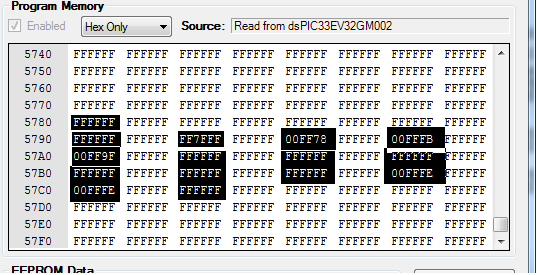 Program Memory
Enabled Hex Only Source: Read from dsPIC33EV32GM002
5740 FFFFFF FFFFFF FFFFFF FFFFFF FFFFFF FFFFFF FFFFFF FFFFFF
5750 FFFFFF FFFFFF FFFFFF FFFFFF FFFFFF FFFFFF FFFFFF FFFFFF
5760 FFFFFF FFFFFF FFFFFF FFFFFF FFFFFF FFFFFF FFFFFF FFFFFF
5770 FFFFFF FFFFFF FFFFFF FFFFFF FFFFFF FFFFFF FFFFFF FFFFFF
5780 FFFFFF FFFFFF FFFFFF FFFFFF FFFFFF FFFFFF FFFFFF FFFFFF
5790 FFFFFF FFFFFF FF7FFF FFFFFF 00FF78 FFFFFF 00FFFB FFFFFF
57A0 00FF9F FFFFFF FFFFFF FFFFFF FFFFFF FFFFFF FFFFFF FFFFFF
57B0 FFFFFF FFFFFF FFFFFF FFFFFF FFFFFF FFFFFF 00FFFE FFFFFF
57C0 00FFFE FFFFFF FFFFFF FFFFFF FFFFFF FFFFFF FFFFFF FFFFFF
57D0 FFFFFF FFFFFF FFFFFF FFFFFF FFFFFF FFFFFF FFFFFF FFFFFF
57E0 FFFFFF FFFFFF FFFFFF FFFFFF FFFFFF FFFFFF FFFFFF FFFFFF
57F0 FFFFFF FFFFFF FFFFFF FFFFFF FFFFFF FFFFFF FFFFFF FFFFFF
EEPROM Data